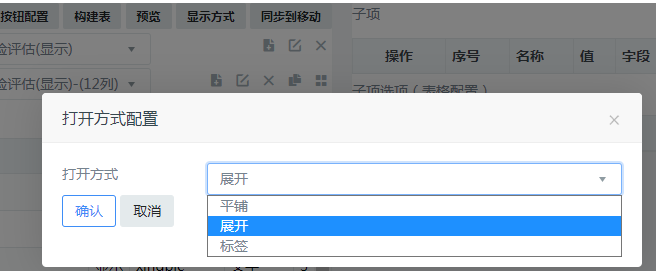 按钮配置 构建表 预览 显示方式 同步到移动
子项
验评估(显示)
操作 序号 名称 值 字段
验评估(显示)-(12列)
子项选项(表格配置)
打开方式配置
打开方式
展开
确认 取消
平铺
展开
标签